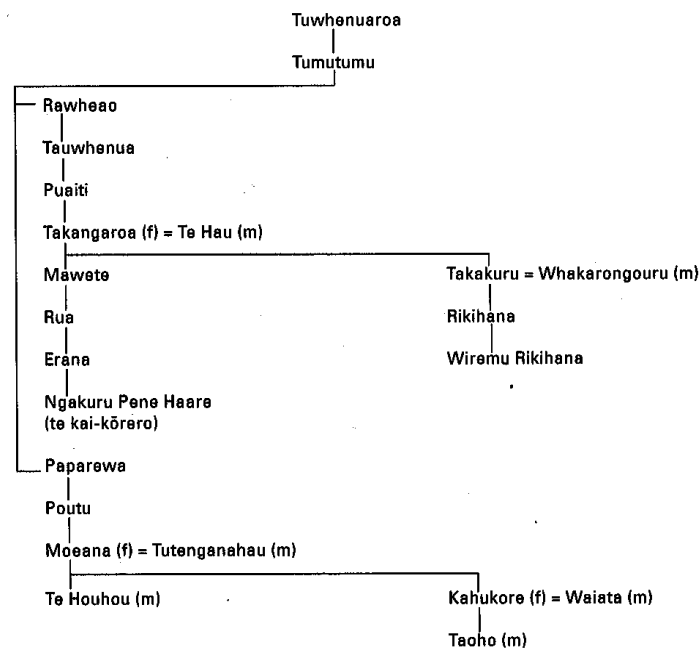 Tuwhenuaroa
Tumutumu
Rawheao
Tauwhenua
Puaiti
Takangaroa (f) = Te Hau (m)
Mawete Takakuru = Whakarongouru (m)
Rua Rikihana
Erana Wiremu Rikihana
Ngakuru Pene Haare
(te kai-kōrero)
Paparewa
Poutu
Moeana (f) = Tutenganahau (m)
Te Houhou (m) Kahukore (f) = Waiata (m)
Taoho (m)